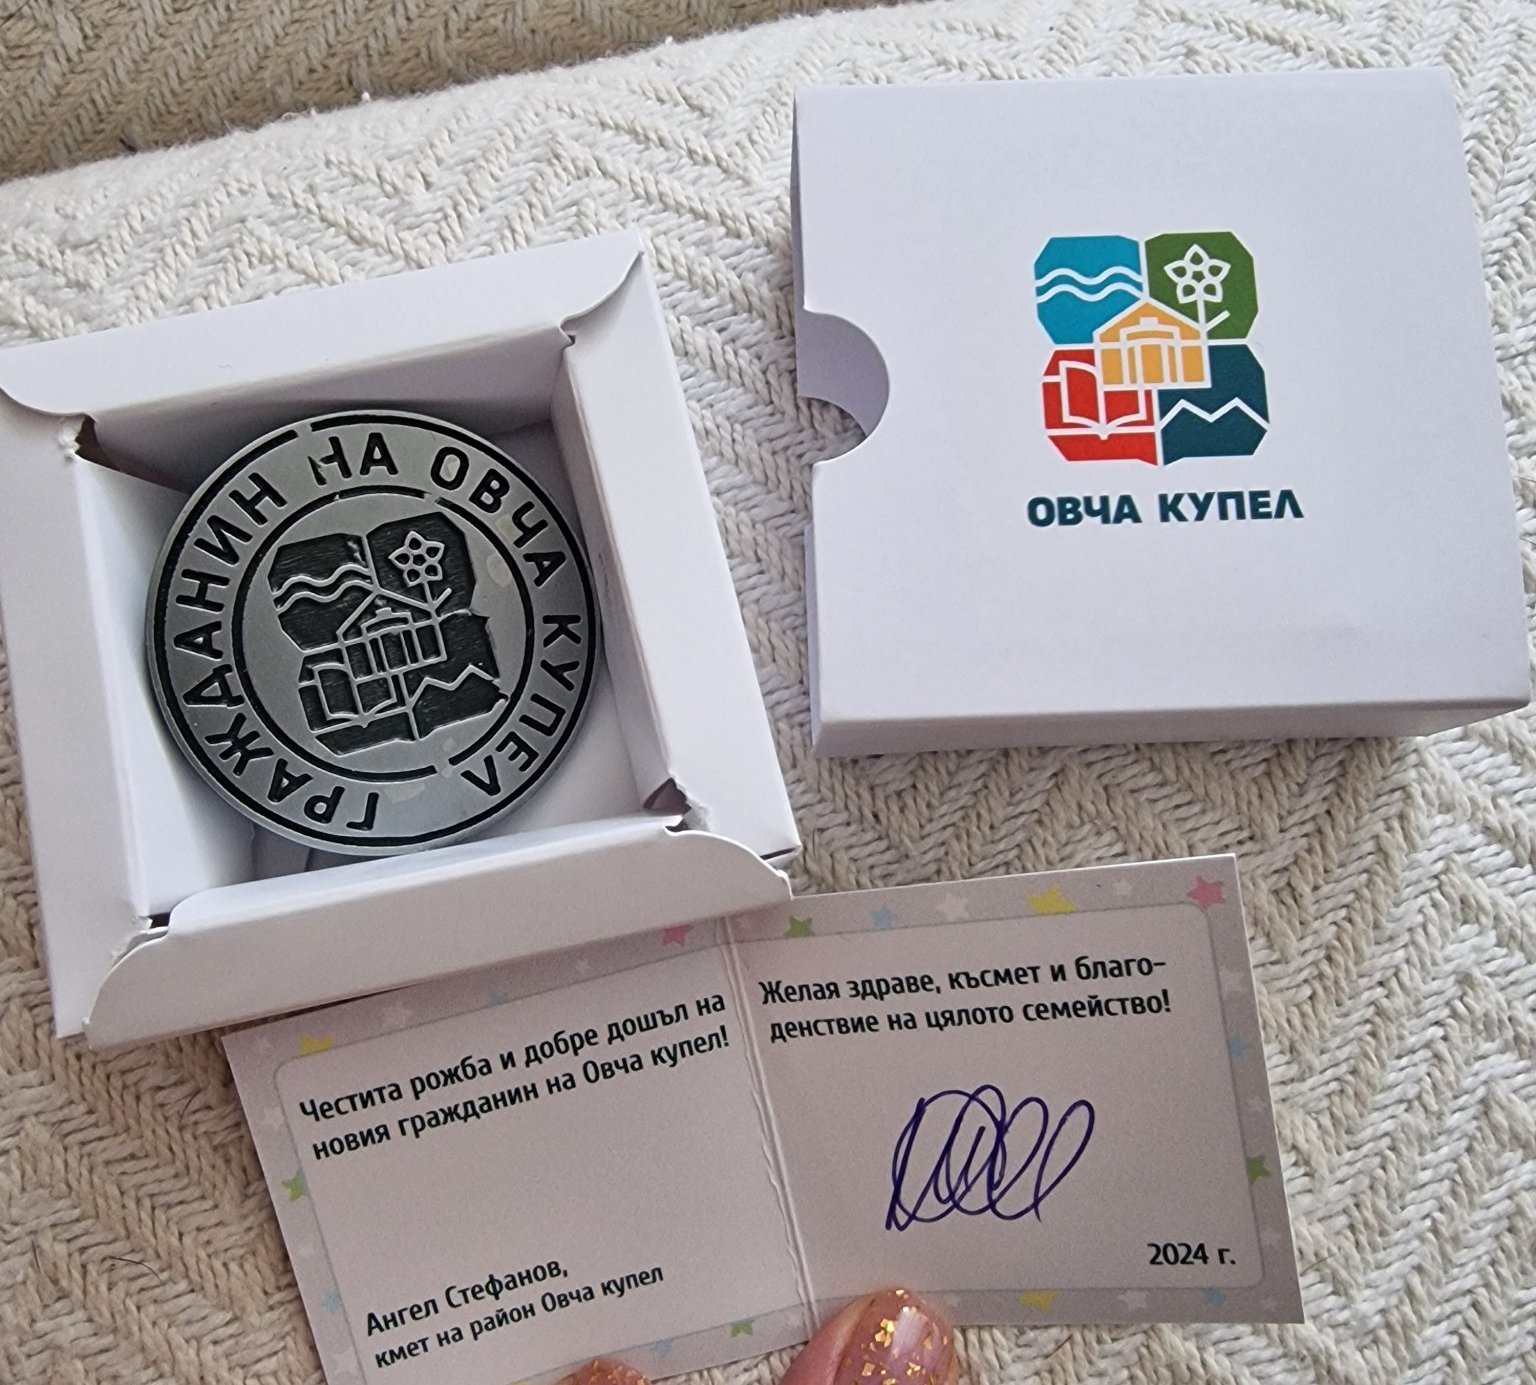 ГРАЖДАНИН НА ОВЧА КУПЕЛ
ОВЧА КУПЕЛ
Честита рожба и добре дошъл на
новия гражданин на Овча купел!
Ангел Стефанов,
кмет на район Овча купел
Желая здраве, късмет и благо-
денствие на цялото семейство!
2024 г.